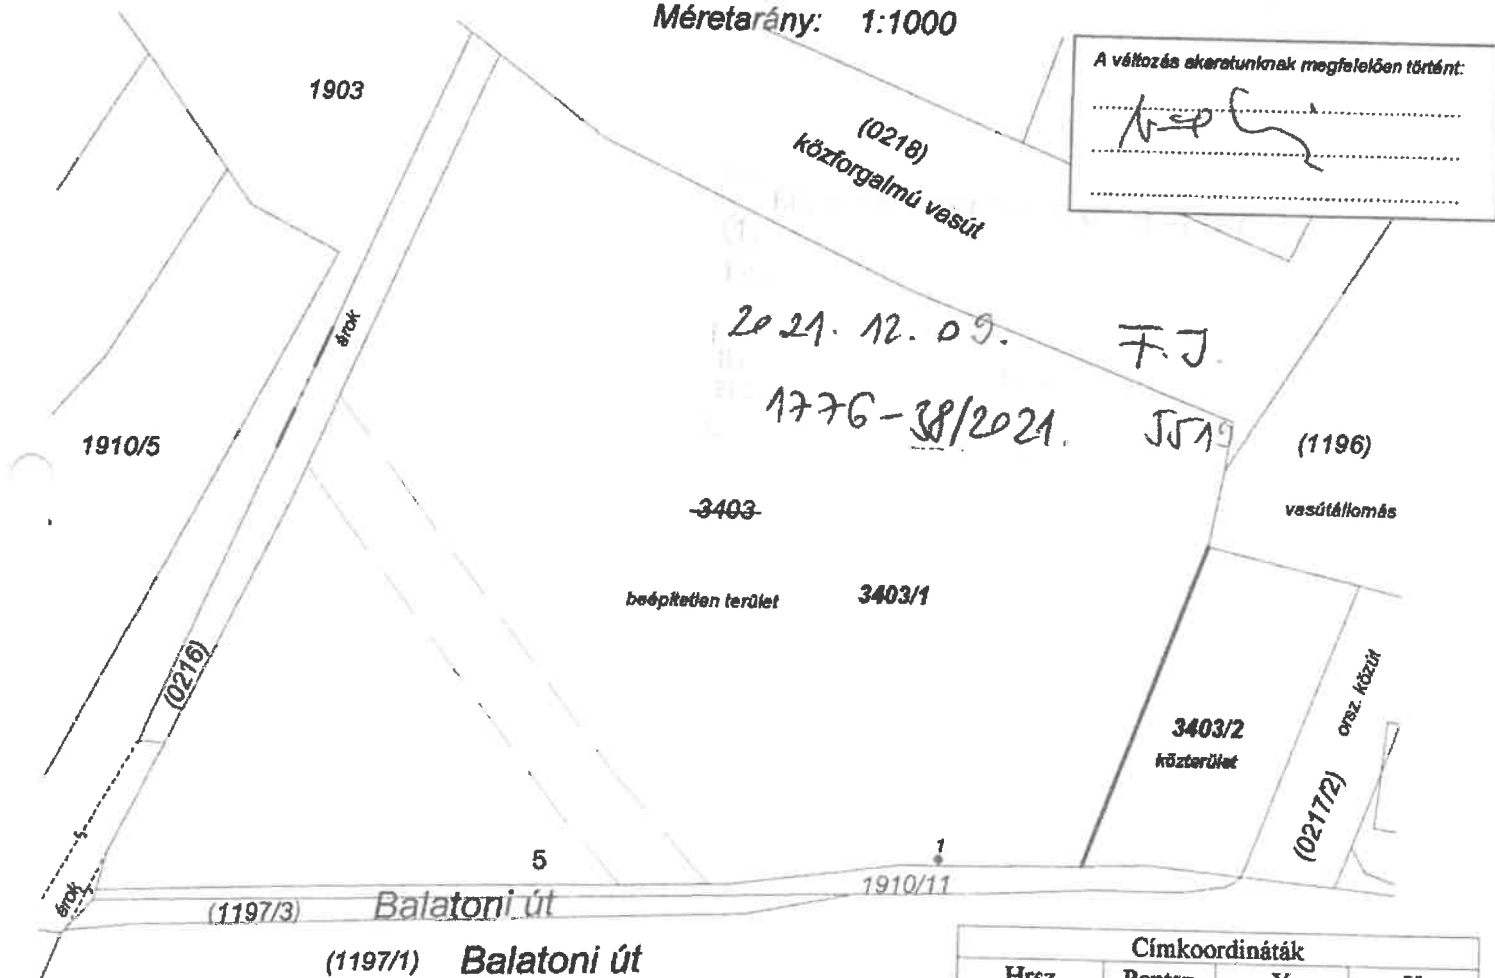 Méretarány: 1:1000
A változás akaratunknak megfelelően történt:
1903
(0218)
közforgalmú vasút
árok
2021. 12. 09. F.J.
1776-38/2021. 5519
1910/5
(1196)
vasútállomás
3403
beépítetlen terület 3403/1
(0216)
orsz. közút
3403/2
közterület
(0217/2)
1
5
árok
1910/11
(1197/3) Balatoni út
(1197/1) Balatoni út
Címkoordináták
Hrsz